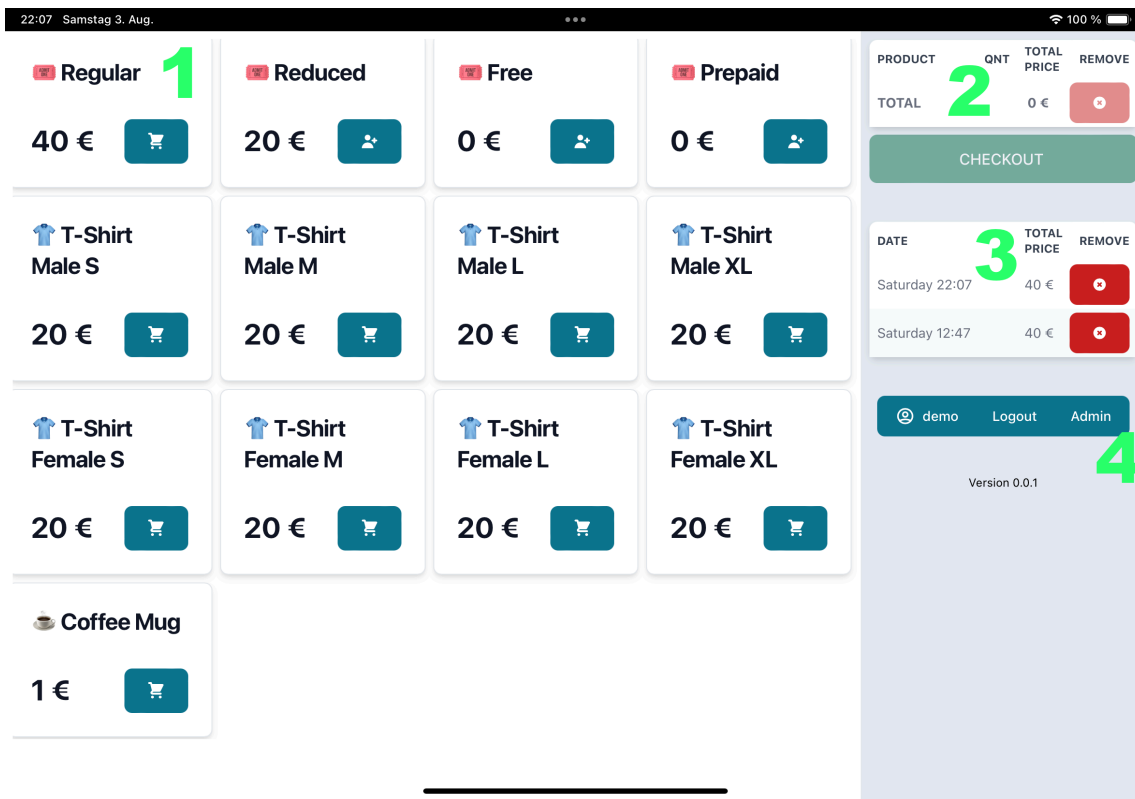 22:07 Samstag 3. Aug.
100 %
Regular 1
Reduced
Free
Prepaid
40 €
20 €
0 €
0 €
T-Shirt
Male S
T-Shirt
Male M
T-Shirt
Male L
T-Shirt
Male XL
20 €
20 €
20 €
20 €
T-Shirt
Female S
T-Shirt
Female M
T-Shirt
Female L
T-Shirt
Female XL
20 €
20 €
20 €
20 €
Coffee Mug
1 €
PRODUCT QNT TOTAL PRICE REMOVE
2
TOTAL 0 €
CHECKOUT
DATE TOTAL PRICE REMOVE
3
Saturday 22:07 40 €
Saturday 12:47 40 €
demo Logout Admin
4
Version 0.0.1